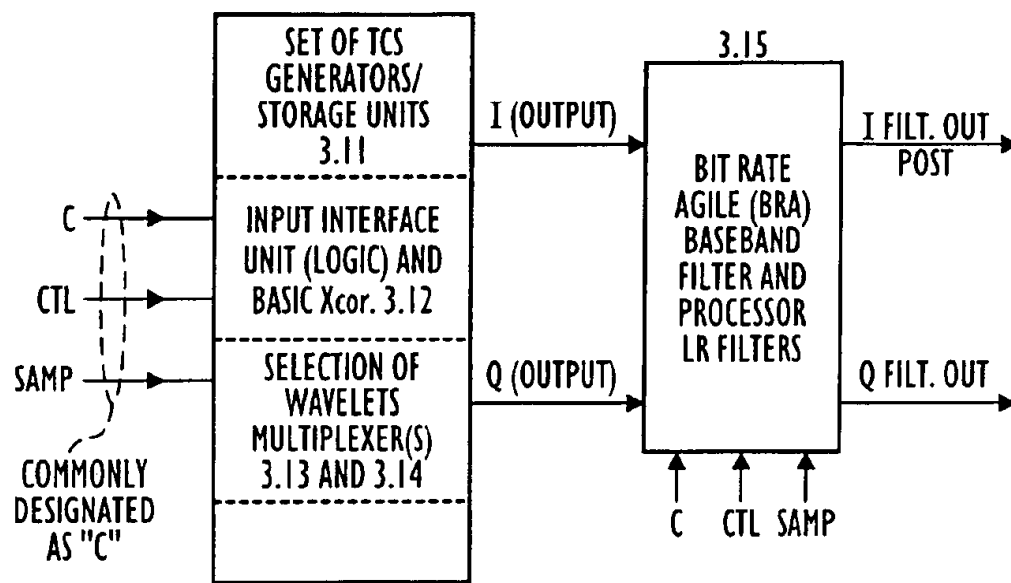 SET OF TCS
GENERATORS/
STORAGE UNITS
3.11
INPUT INTERFACE
UNIT (LOGIC) AND
BASIC Xcor. 3.12
SELECTION OF
WAVELETS
MULTIPLEXER(S)
3.13 AND 3.14
C
CTL
SAMP
COMMONLY
DESIGNATED
AS "C"
I (OUTPUT)
Q (OUTPUT)
3.15
BIT RATE
AGILE (BRA)
BASEBAND
FILTER AND
PROCESSOR
LR FILTERS
C
CTL
SAMP
I FILT. OUT
POST
Q FILT. OUT